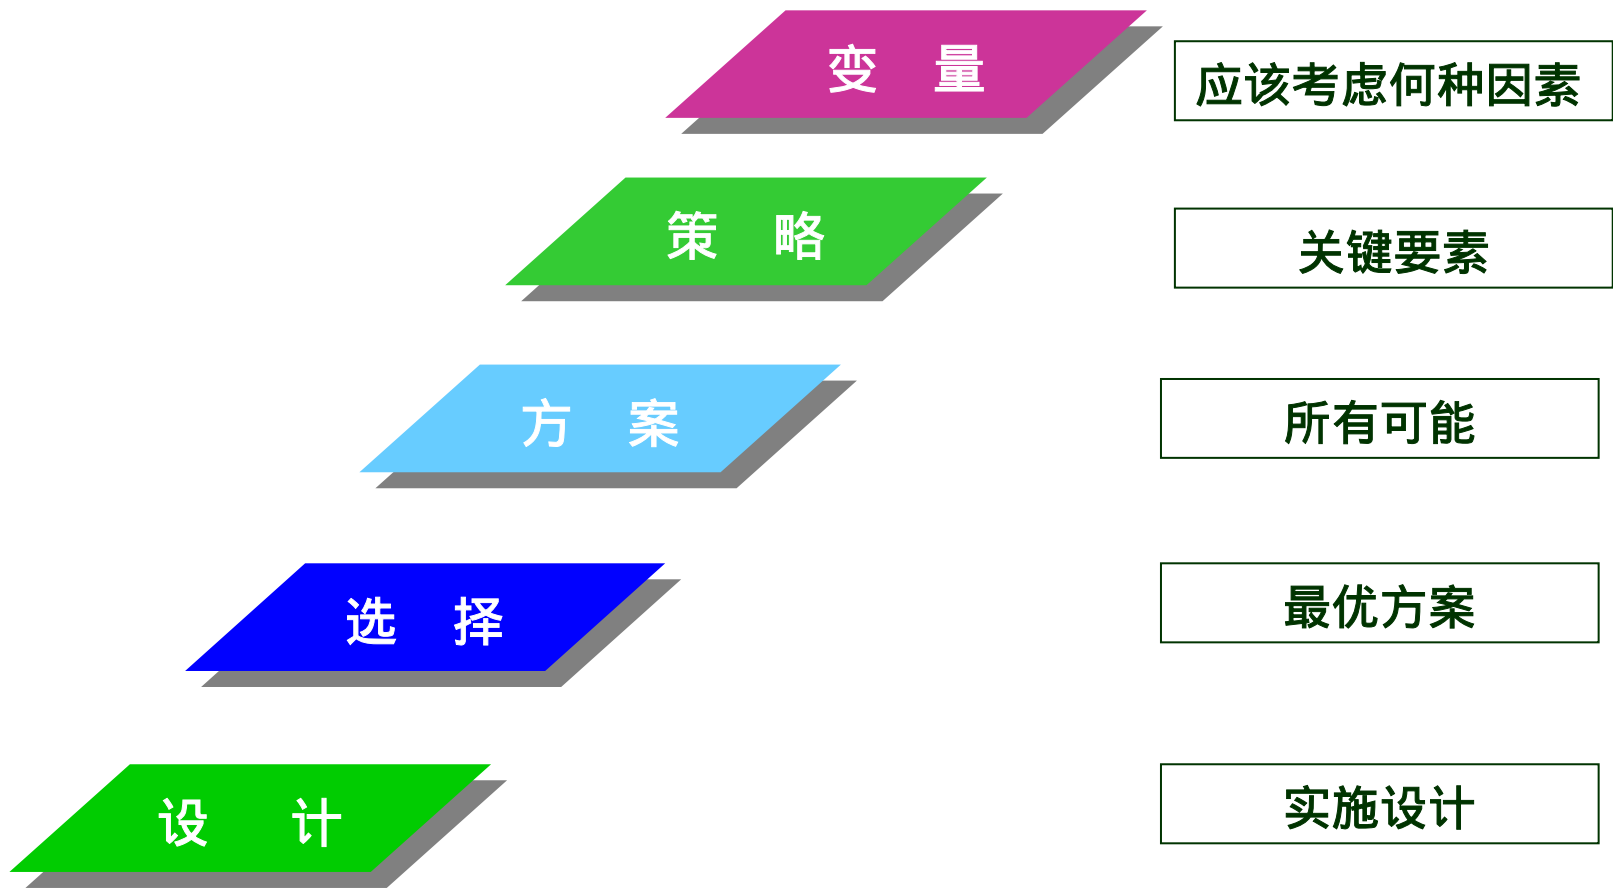 变 量
应该考虑何种因素
策 略
关键要素
方 案
所有可能
选 择
最优方案
设 计
实施设计